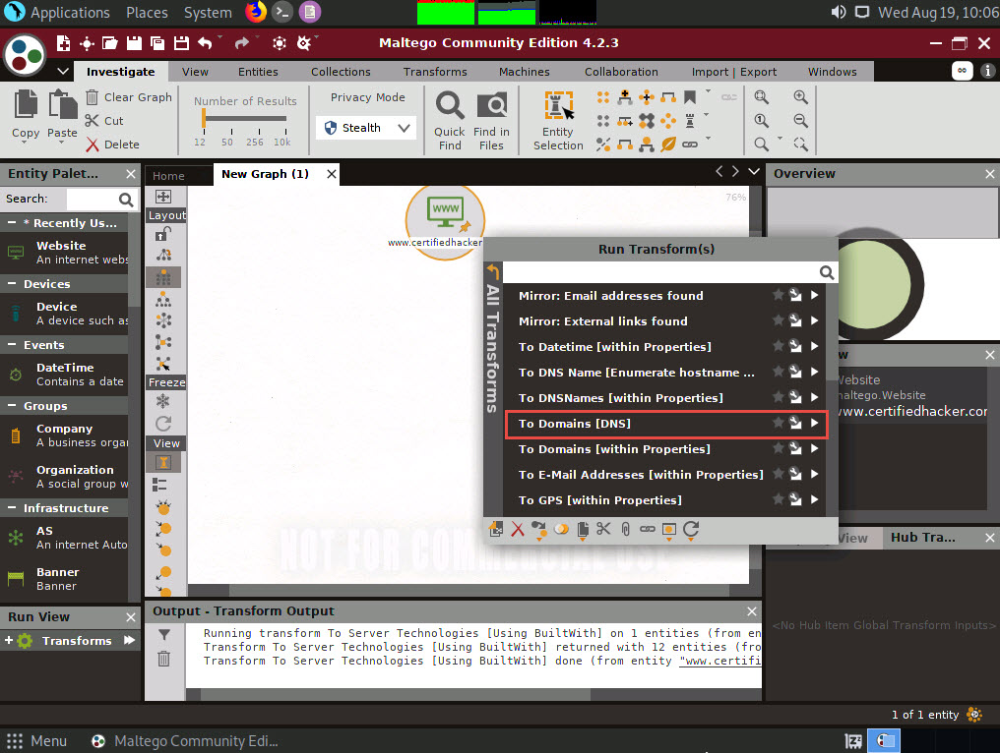 Applications Places System Wed Aug 19, 10:06
Maltego Community Edition 4.2.3
Investigate View Entities Collections Transforms Machines Collaboration Import | Export Windows
Copy
Paste
Clear Graph
Cut
Delete
Number of Results
12 50 256 10k
Privacy Mode
Stealth
Quick
Find
Find in
Files
Entity
Selection
Entity Palet...
Search:
* Recently Us...
Website
An internet webs
Devices
Device
A device such as
Events
DateTime
Contains a date
Groups
Company
A business orgar
Organization
A social group w
Infrastructure
AS
An internet Auto
Banner
Banner
Run View
Transforms
Home New Graph (1)
Layout
Freeze
View
76%
www
www.certifiedhacker
NOT FOR COMMERCIAL USE
Run Transform(s)
All Transforms
Mirror: Email addresses found
Mirror: External links found
To Datetime [within Properties]
To DNS Name [Enumerate hostname ...
To DNSNames [within Properties]
To Domains [DNS]
To Domains [within Properties]
To E-Mail Addresses [within Properties]
To GPS [within Properties]
Output - Transform Output
Running transform To Server Technologies [Using BuiltWith] on 1 entities (from en
Transform To Server Technologies [Using BuiltWith] returned with 12 entities (fro
Transform To Server Technologies [Using BuiltWith] done (from entity "www.certifi
Overview
Website
maltego.Website
www.certifiedhacker.com
View Hub Tra...
<No Hub Item Global Transform Inputs>
1 of 1 entity
Menu Maltego Community Edi...